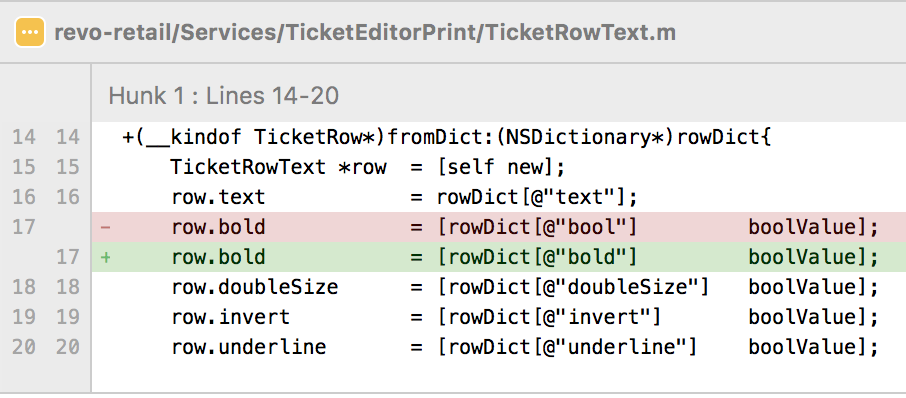 revo-retail/Services/TicketEditorPrint/TicketRowText.m
Hunk 1 : Lines 14-20
14 14 +(__kindof TicketRow*)fromDict:(NSDictionary*)rowDict{
15 15 TicketRowText *row = [self new];
16 16 row.text = rowDict[@"text"];
17 - row.bold = [rowDict[@"bool"] boolValue];
17 + row.bold = [rowDict[@"bold"] boolValue];
18 18 row.doubleSize = [rowDict[@"doubleSize"] boolValue];
19 19 row.invert = [rowDict[@"invert"] boolValue];
20 20 row.underline = [rowDict[@"underline"] boolValue];